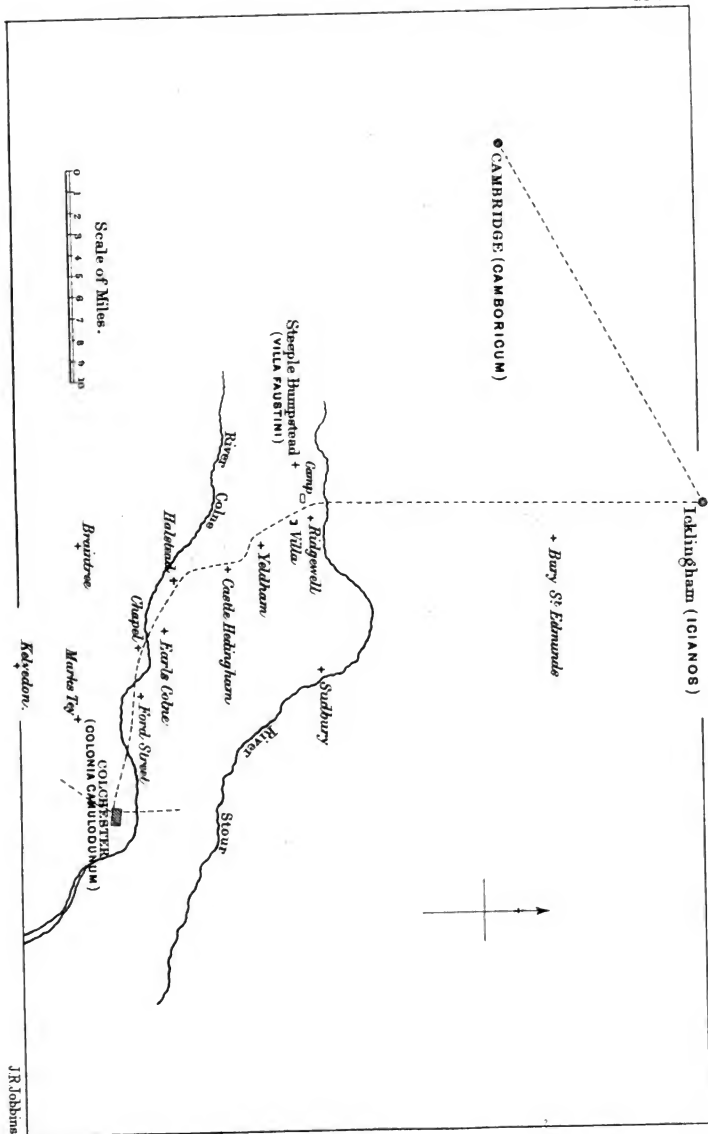 Icklingham (ICIANOS)
CAMBRIDGE (CAMBORICUM)
+ Bury St. Edmunds
Steeple Bumpstead +
(VILLA FAUSTINI)
Camp
+ Ridgewell
Villa
+ Yeldham
+ Castle Hedingham
+ Sudbury
River Stour
River Colne
Halstead +
+ Earls Colne
Chapel +
+ Ford Street
Braintree +
Marks Tey +
Kelvedon. +
COLCHESTER
(COLONIA CAMULODUNUM)
Scale of Miles.
0 1 2 3 4 5 6 7 8 9 10
J.R.Jobbins